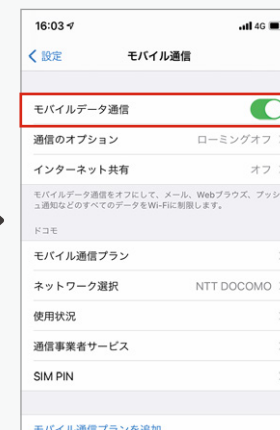 16:03
4G
設定
モバイル通信
モバイルデータ通信
通信のオプション ローミングオフ
インターネット共有 オフ
モバイルデータ通信をオフにして、メール、Webブラウズ、プッシ
ュ通知などのすべてのデータをWi-Fiに制限します。
ドコモ
モバイル通信プラン
ネットワーク選択 NTT DOCOMO
使用状況
通信事業者サービス
SIM PIN
モバイル通信プランを追加